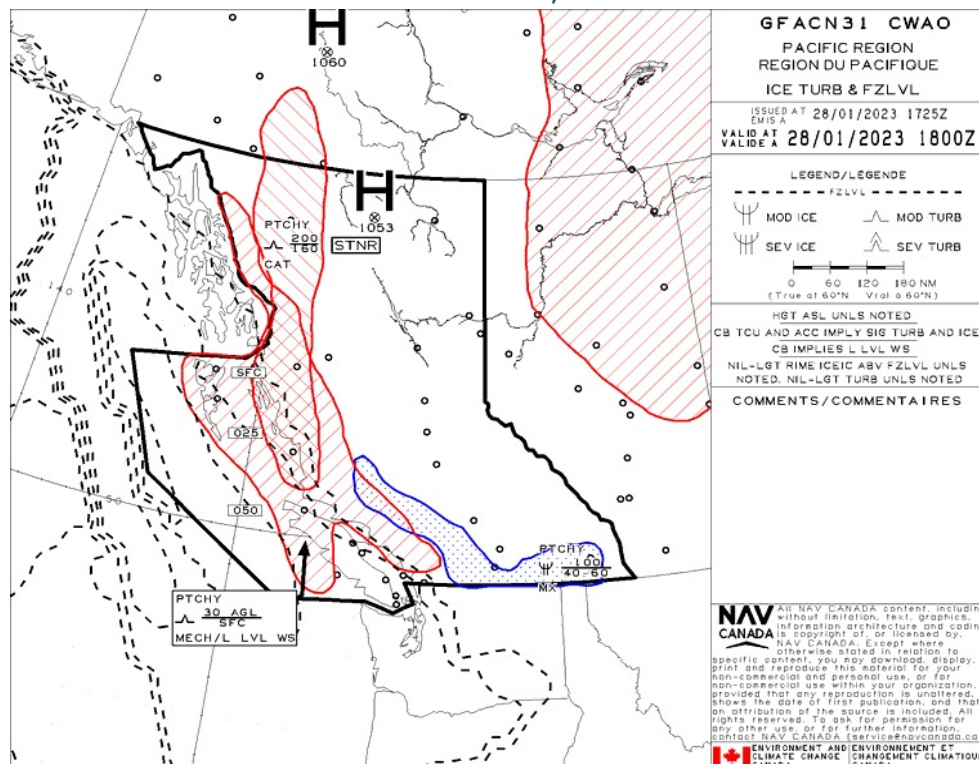 H
1060
H
1053
PTCHY
200
160
STNR
CAT
140
SFC
025
050
50
PTCHY
100
40-60
MX
PTCHY
30 AGL
SFC
MECH/L LVL WS
GFACN31 CWAO
PACIFIC REGION
REGION DU PACIFIQUE
ICE TURB & FZLVL
ISSUED AT 28/01/2023 1725Z
EMIS A
VALID AT 28/01/2023 1800Z
VALIDE A
LEGEND/LÉGENDE
FZLVL
MOD ICE MOD TURB
SEV ICE SEV TURB
0 60 120 180 NM
(True at 60°N Vrai à 60°N)
HGT ASL UNLS NOTED
CB TCU AND ACC IMPLY SIG TURB AND ICE
CB IMPLIES L LVL WS
NIL-LGT RIME ICEIC ABV FZLVL UNLS
NOTED. NIL-LGT TURB UNLS NOTED
COMMENTS/COMMENTAIRES
NAV
CANADA
All NAV CANADA content, including
without limitation, text, graphics,
information architecture and coding
is copyright of, or licensed by,
NAV CANADA. Except where
otherwise stated in relation to
specific content, you may download, display,
print and reproduce this material for your
non-commercial and personal use, or for
non-commercial use within your organization,
provided that any reproduction is unaltered,
shows the date of first publication, and that
an attribution of the source is included. All
rights reserved. To ask for permission for
any other use, or for further information,
contact NAV CANADA (service@navcanada.ca
ENVIRONMENT AND ENVIRONNEMENT ET
CLIMATE CHANGE CHANGEMENT CLIMATIQUE
CANADA CANADA